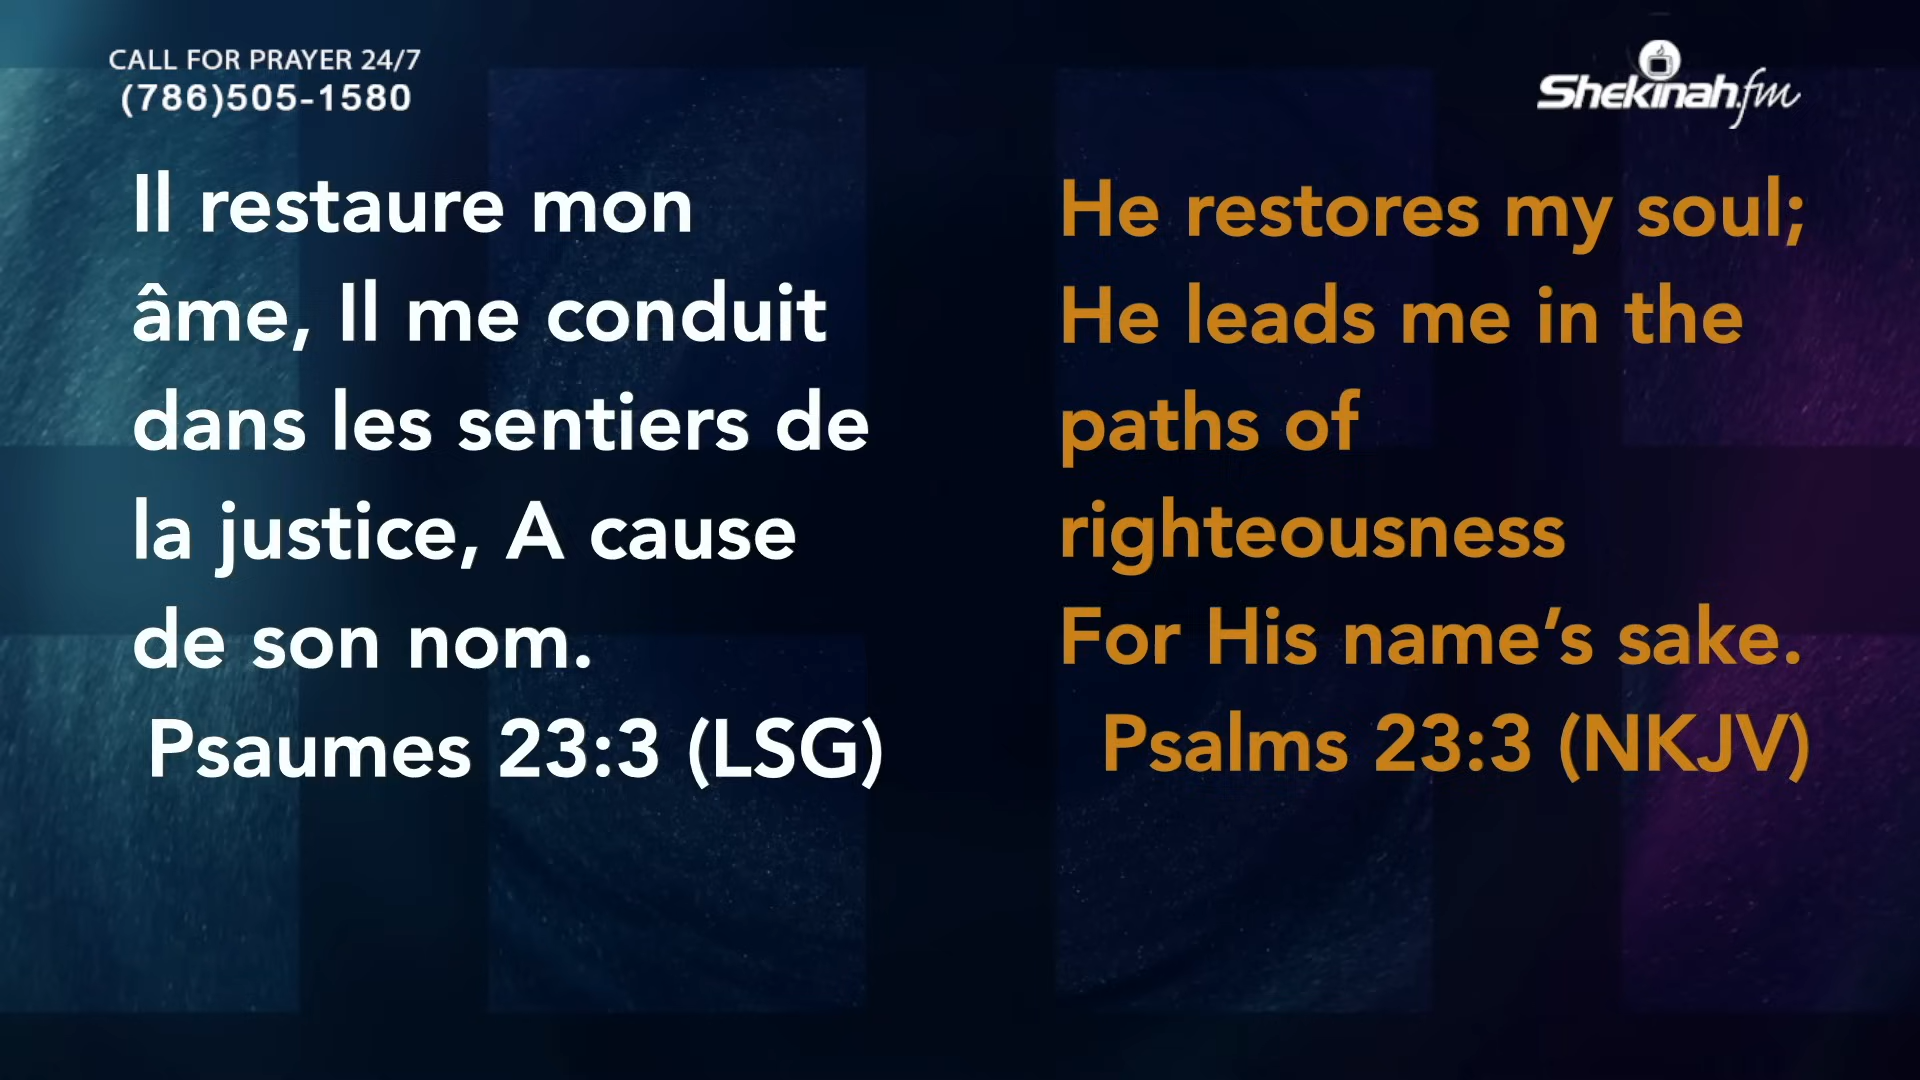 CALL FOR PRAYER 24/7
(786)505-1580
Shekinah.fm
Il restaure mon
âme, Il me conduit
dans les sentiers de
la justice, A cause
de son nom.
Psaumes 23:3 (LSG)
He restores my soul;
He leads me in the
paths of
righteousness
For His name’s sake.
Psalms 23:3 (NKJV)